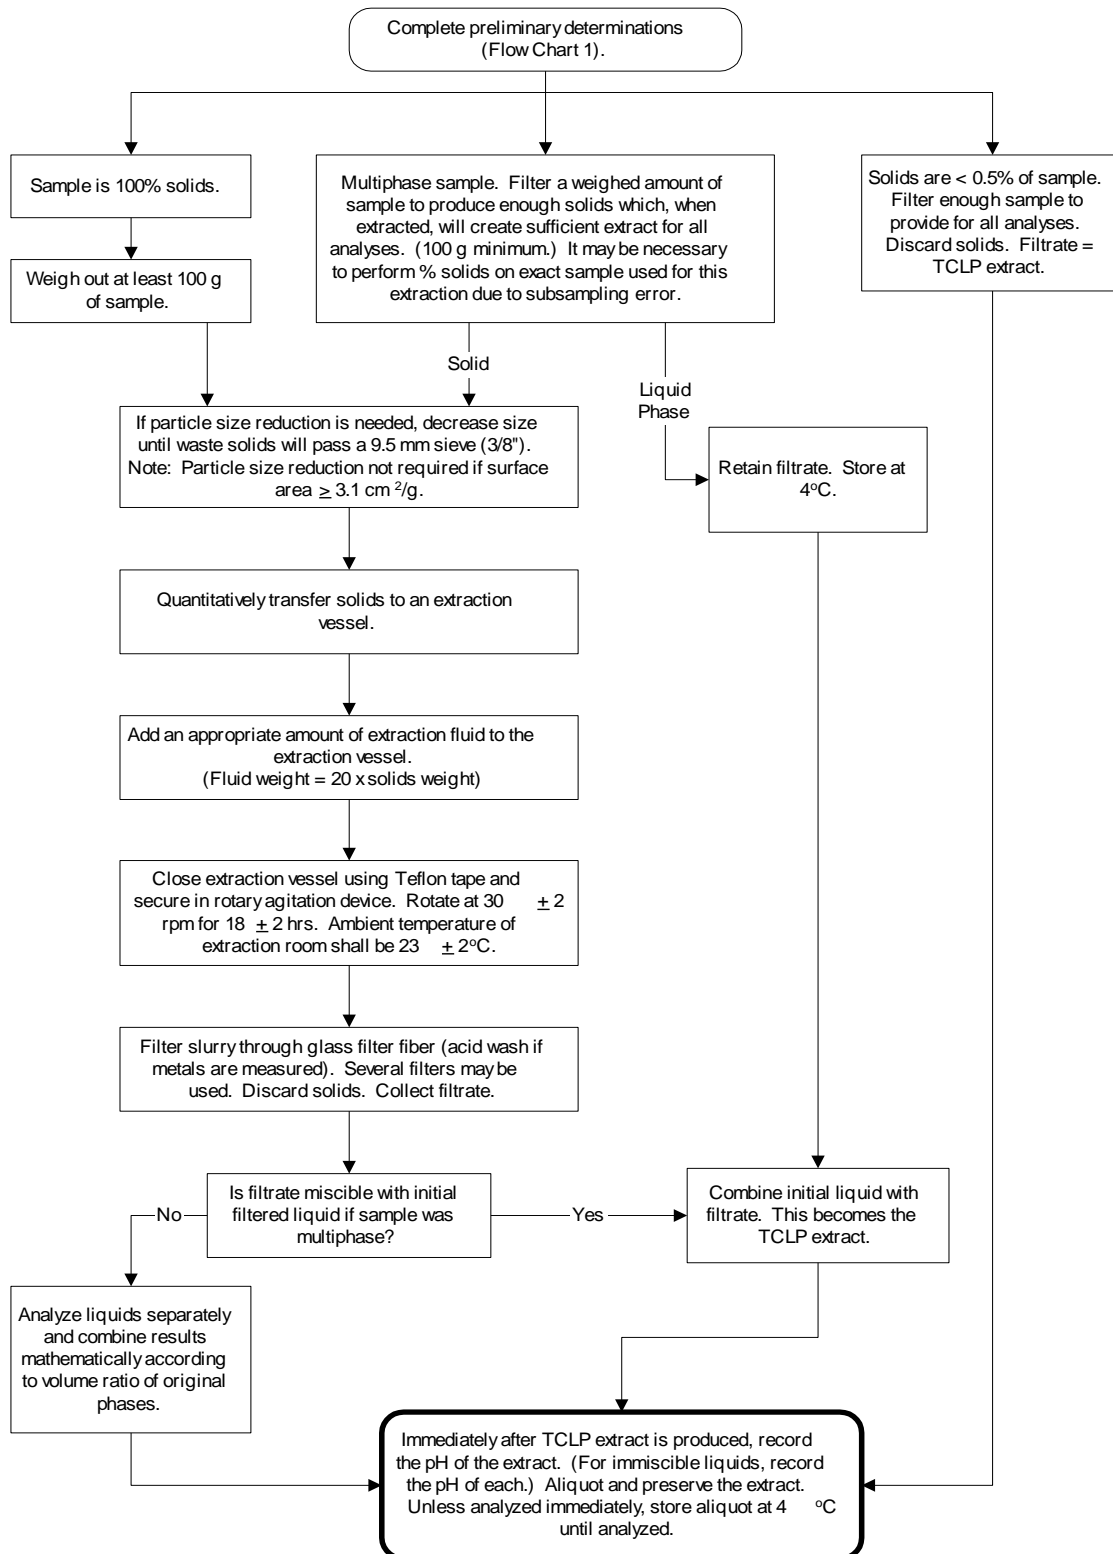 Complete preliminary determinations
(Flow Chart 1).
Sample is 100% solids.
Multiphase sample. Filter a weighed amount of
sample to produce enough solids which, when
extracted, will create sufficient extract for all
analyses. (100 g minimum.) It may be necessary
to perform % solids on exact sample used for this
extraction due to subsampling error.
Solids are < 0.5% of sample.
Filter enough sample to
provide for all analyses.
Discard solids. Filtrate =
TCLP extract.
Weigh out at least 100 g
of sample.
Solid
Liquid
Phase
If particle size reduction is needed, decrease size
until waste solids will pass a 9.5 mm sieve (3/8").
Note: Particle size reduction not required if surface
area ≥ 3.1 cm²/g.
Retain filtrate. Store at
4°C.
Quantitatively transfer solids to an extraction
vessel.
Add an appropriate amount of extraction fluid to the
extraction vessel.
(Fluid weight = 20 x solids weight)
Close extraction vessel using Teflon tape and
secure in rotary agitation device. Rotate at 30 ± 2
rpm for 18 ± 2 hrs. Ambient temperature of
extraction room shall be 23 ± 2°C.
Filter slurry through glass filter fiber (acid wash if
metals are measured). Several filters may be
used. Discard solids. Collect filtrate.
Is filtrate miscible with initial
filtered liquid if sample was
multiphase?
No
Yes
Combine initial liquid with
filtrate. This becomes the
TCLP extract.
Analyze liquids separately
and combine results
mathematically according
to volume ratio of original
phases.
Immediately after TCLP extract is produced, record
the pH of the extract. (For immiscible liquids, record
the pH of each.) Aliquot and preserve the extract.
Unless analyzed immediately, store aliquot at 4 °C
until analyzed.